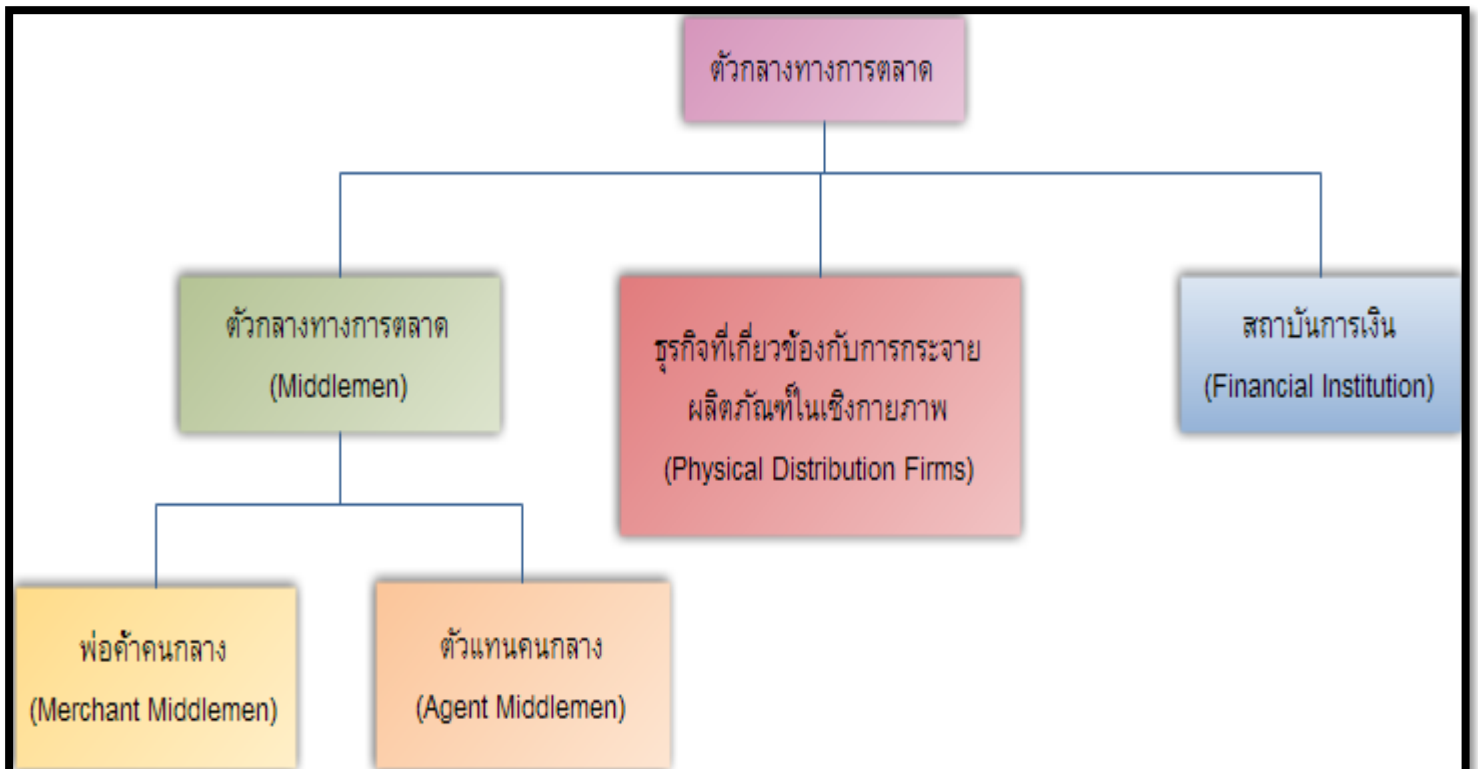 ตัวกลางทางการตลาด
ตัวกลางทางการตลาด
(Middlemen)
ธุรกิจที่เกี่ยวข้องกับการกระจาย
ผลิตภัณฑ์ในเชิงกายภาพ
(Physical Distribution Firms)
สถาบันการเงิน
(Financial Institution)
พ่อค้าคนกลาง
(Merchant Middlemen)
ตัวแทนคนกลาง
(Agent Middlemen)